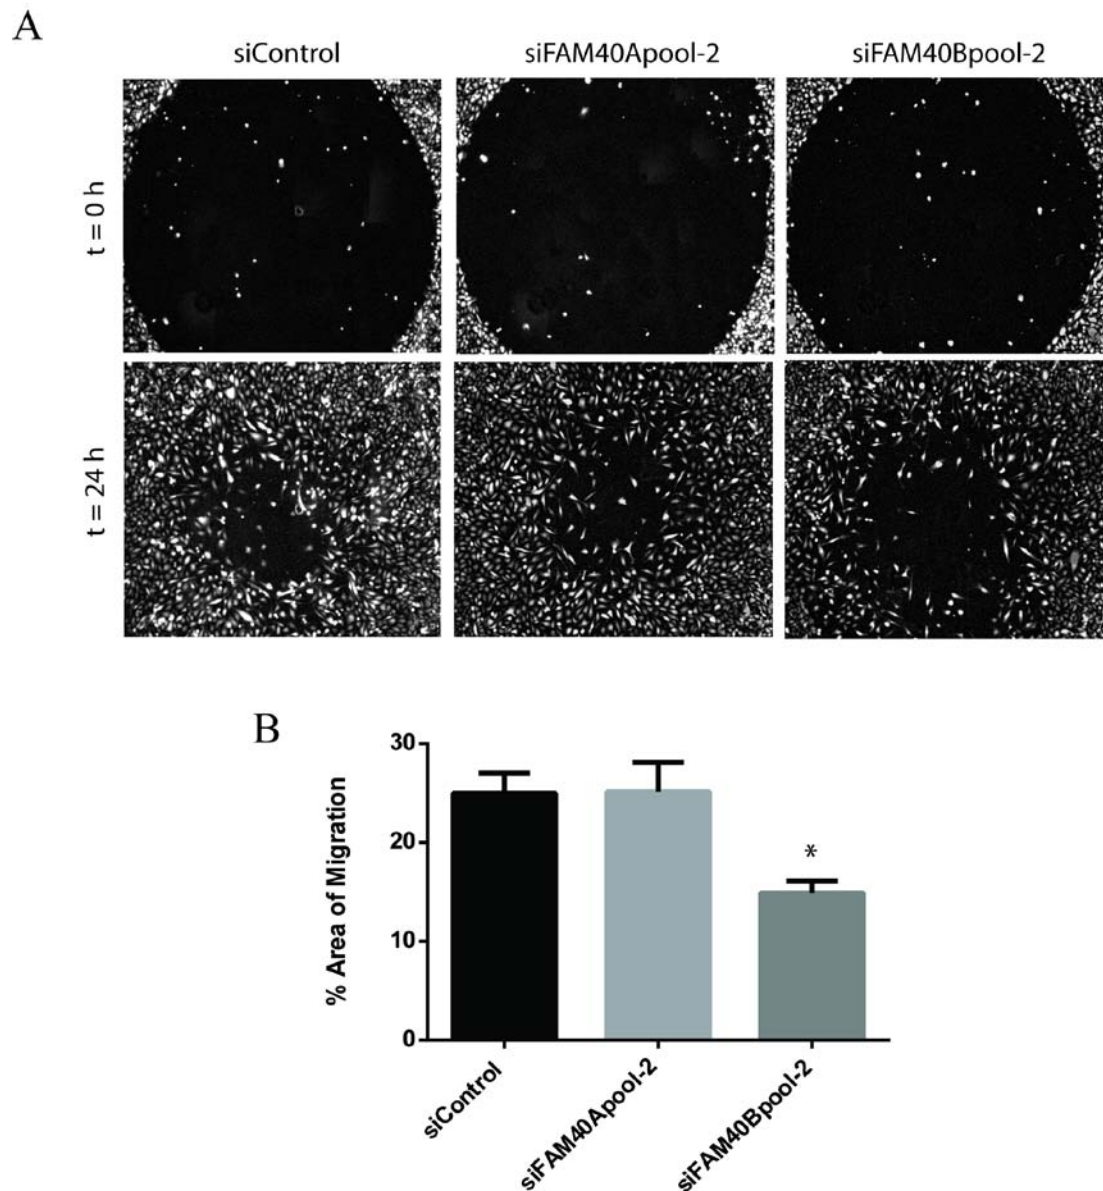 A
siControl siFAM40Apool-2 siFAM40Bpool-2
t = 0 h
t = 24 h
B
% Area of Migration
30
20
10
0
*
siControl
siFAM40Apool-2
siFAM40Bpool-2